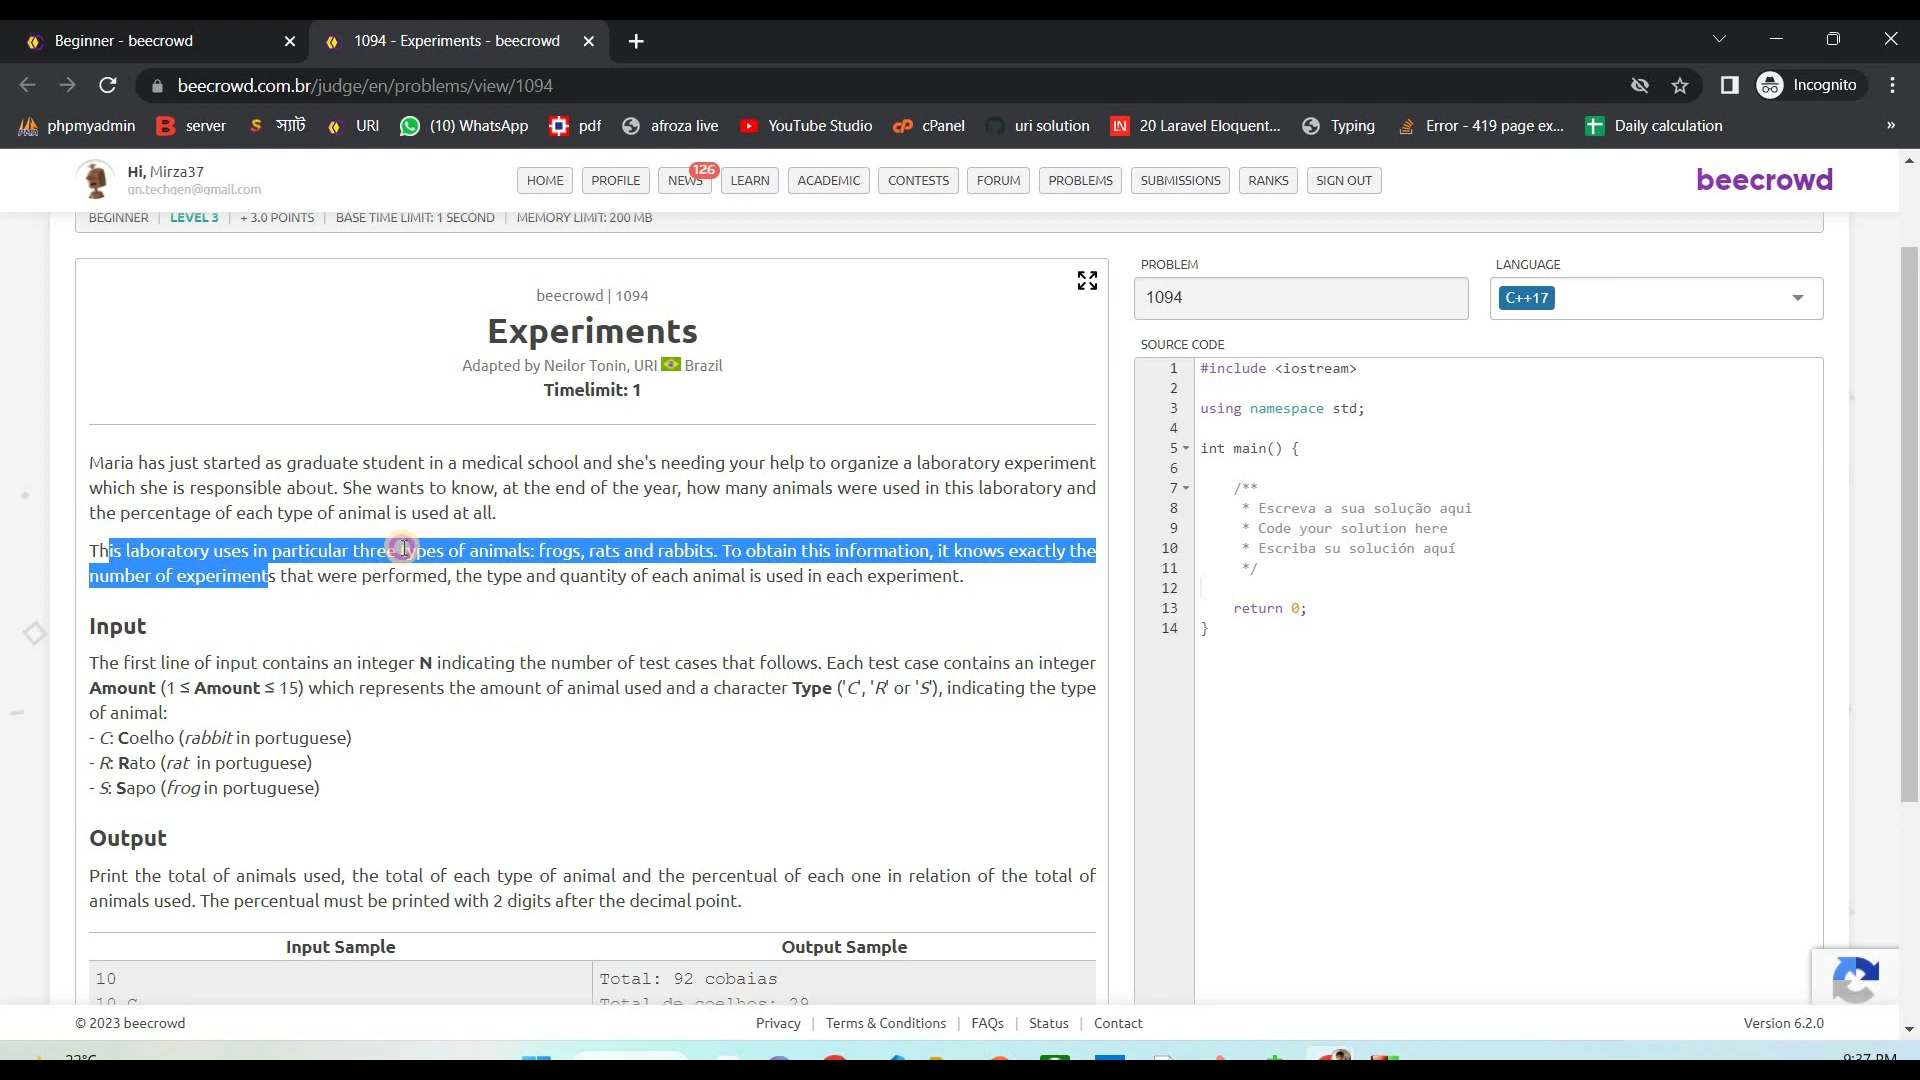 Beginner - beecrowd
1094 - Experiments - beecrowd
beecrowd.com.br/judge/en/problems/view/1094
Incognito
phpmyadmin
server
স্মার্ট
URI
(10) WhatsApp
pdf
afroza live
YouTube Studio
cPanel
uri solution
20 Laravel Eloquent...
Typing
Error - 419 page ex...
Daily calculation
»
Hi, Mirza37
gn.techgen@gmail.com
HOME
PROFILE
NEWS
126
LEARN
ACADEMIC
CONTESTS
FORUM
PROBLEMS
SUBMISSIONS
RANKS
SIGN OUT
beecrowd
BEGINNER | LEVEL 3 | + 3.0 POINTS | BASE TIME LIMIT: 1 SECOND | MEMORY LIMIT: 200 MB
beecrowd | 1094
Experiments
Adapted by Neilor Tonin, URI Brazil
Timelimit: 1
Maria has just started as graduate student in a medical school and she's needing your help to organize a laboratory experiment
which she is responsible about. She wants to know, at the end of the year, how many animals were used in this laboratory and
the percentage of each type of animal is used at all.
This laboratory uses in particular three types of animals: frogs, rats and rabbits. To obtain this information, it knows exactly the
number of experiments that were performed, the type and quantity of each animal is used in each experiment.
Input
The first line of input contains an integer N indicating the number of test cases that follows. Each test case contains an integer
Amount (1 ≤ Amount ≤ 15) which represents the amount of animal used and a character Type ('C', 'R' or 'S'), indicating the type
of animal:
- C: Coelho (rabbit in portuguese)
- R: Rato (rat in portuguese)
- S: Sapo (frog in portuguese)
Output
Print the total of animals used, the total of each type of animal and the percentual of each one in relation of the total of
animals used. The percentual must be printed with 2 digits after the decimal point.
Input Sample
Output Sample
10
Total: 92 cobaias
10 C
Total de coelhos: 29
PROBLEM
1094
LANGUAGE
C++17
SOURCE CODE
1 #include <iostream>
2
3 using namespace std;
4
5 int main() {
6
7 /**
8 * Escreva a sua solução aqui
9 * Code your solution here
10 * Escriba su solución aquí
11 */
12
13 return 0;
14 }
© 2023 beecrowd
Privacy | Terms & Conditions | FAQs | Status | Contact
Version 6.2.0
22°C
9:37 PM